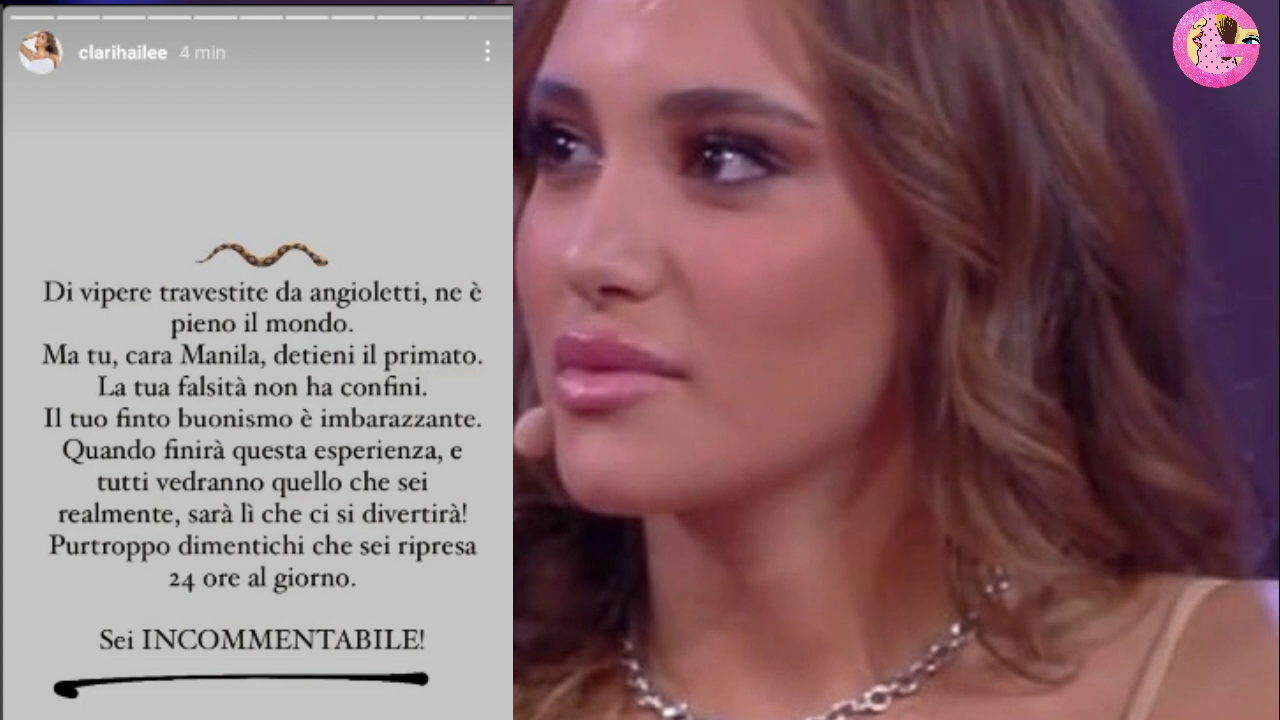 clarihailee 4 min
Di vipere travestite da angioletti, ne è
pieno il mondo.
Ma tu, cara Manila, detieni il primato.
La tua falsità non ha confini.
Il tuo finto buonismo è imbarazzante.
Quando finirà questa esperienza, e
tutti vedranno quello che sei
realmente, sarà lì che ci si divertirà!
Purtroppo dimentichi che sei ripresa
24 ore al giorno.
Sei INCOMMENTABILE!